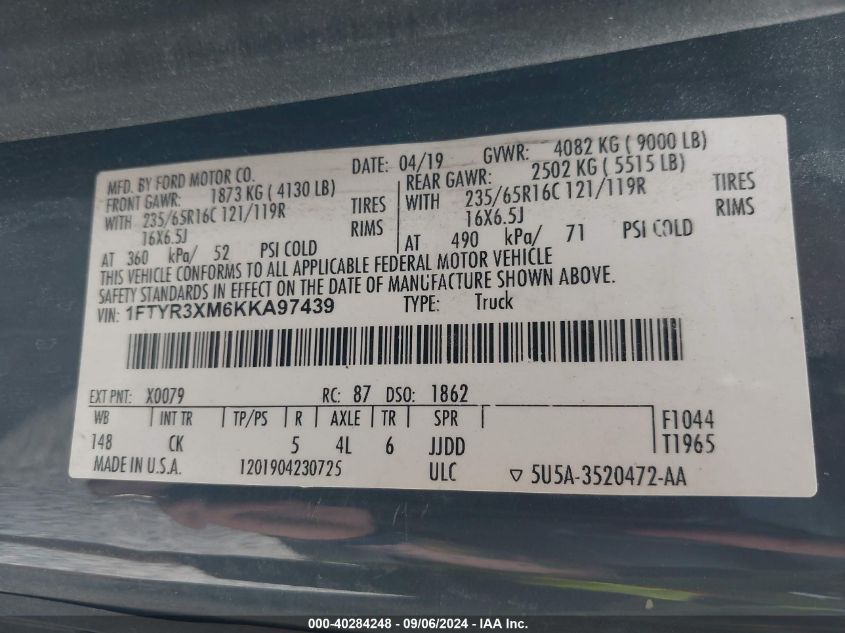 MFD. BY FORD MOTOR CO. DATE: 04/19 GVWR: 4082 KG ( 9000 LB)
FRONT GAWR: 1873 KG ( 4130 LB) REAR GAWR: 2502 KG ( 5515 LB)
WITH 235/65R16C 121/119R TIRES WITH 235/65R16C 121/119R TIRES
16X6.5J RIMS 16X6.5J RIMS
AT 360 kPa/ 52 PSI COLD AT 490 kPa/ 71 PSI COLD
THIS VEHICLE CONFORMS TO ALL APPLICABLE FEDERAL MOTOR VEHICLE
SAFETY STANDARDS IN EFFECT ON THE DATE OF MANUFACTURE SHOWN ABOVE.
VIN: 1FTYR3XM6KKA97439 TYPE: Truck
EXT PNT: X0079 RC: 87 DSO: 1862
WB INT TR TP/PS R AXLE TR SPR F1044
148 CK 5 4L 6 JJDD T1965
MADE IN U.S.A. 1201904230725 ULC ▽ 5U5A-3520472-AA
000-40284248 - 09/06/2024 - IAA Inc.